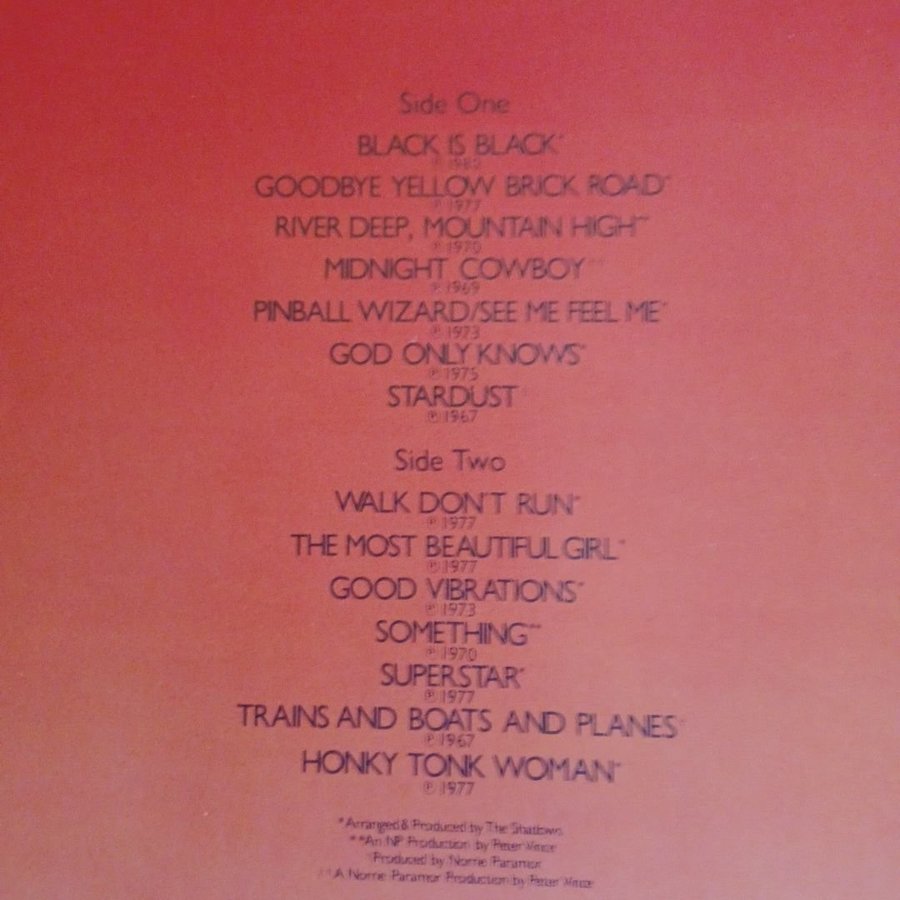 Side One
BLACK IS BLACK*
℗ 1980
GOODBYE YELLOW BRICK ROAD*
℗ 1977
RIVER DEEP, MOUNTAIN HIGH**
℗ 1970
MIDNIGHT COWBOY††
℗ 1969
PINBALL WIZARD/SEE ME FEEL ME*
℗ 1973
GOD ONLY KNOWS*
℗ 1975
STARDUST†
℗ 1967
Side Two
WALK DON'T RUN*
℗ 1977
THE MOST BEAUTIFUL GIRL*
℗ 1977
GOOD VIBRATIONS*
℗ 1973
SOMETHING**
℗ 1970
SUPERSTAR*
℗ 1977
TRAINS AND BOATS AND PLANES†
℗ 1967
HONKY TONK WOMAN*
℗ 1977
*Arranged & Produced by The Shadows
**An NP Production by Peter Vince
†Produced by Norrie Paramor
††A Norrie Paramor Production by Peter Vince